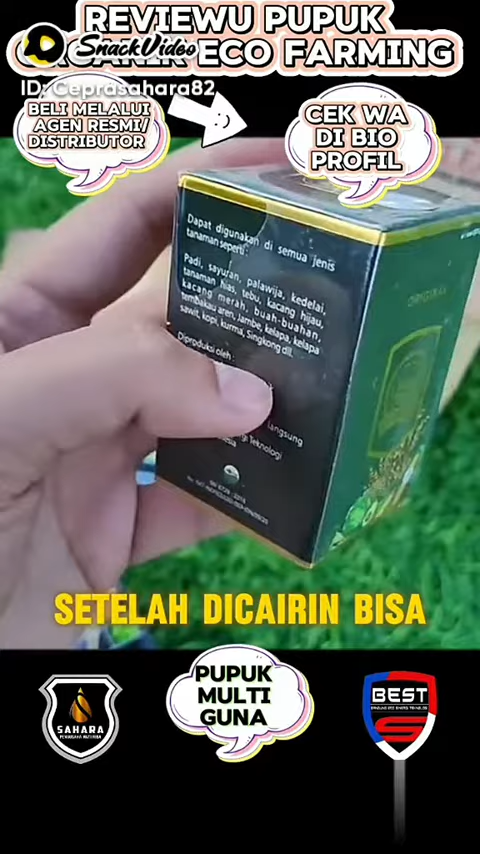 REVIEWU PUPUK
ORGANIK ECO FARMING
SnackVideo
ID: Ceprasahara82
BELI MELALUI
AGEN RESMI/
DISTRIBUTOR
CEK WA
DI BIO
PROFIL
Dapat digunakan di semua jenis
tanaman seperti :
Padi, sayuran, palawija, kedelai,
tanaman hias, tebu, kacang hijau,
kacang merah, buah-buahan,
tembakau aren, Jambe, kelapa, kelapa
sawit, kopi, kurma, Singkong dll.
Diproduksi oleh :
langsung
Teknologi
ORIGINAL
SETELAH DICAIRIN BISA
PUPUK
MULTI
GUNA
SAHARA
BEST